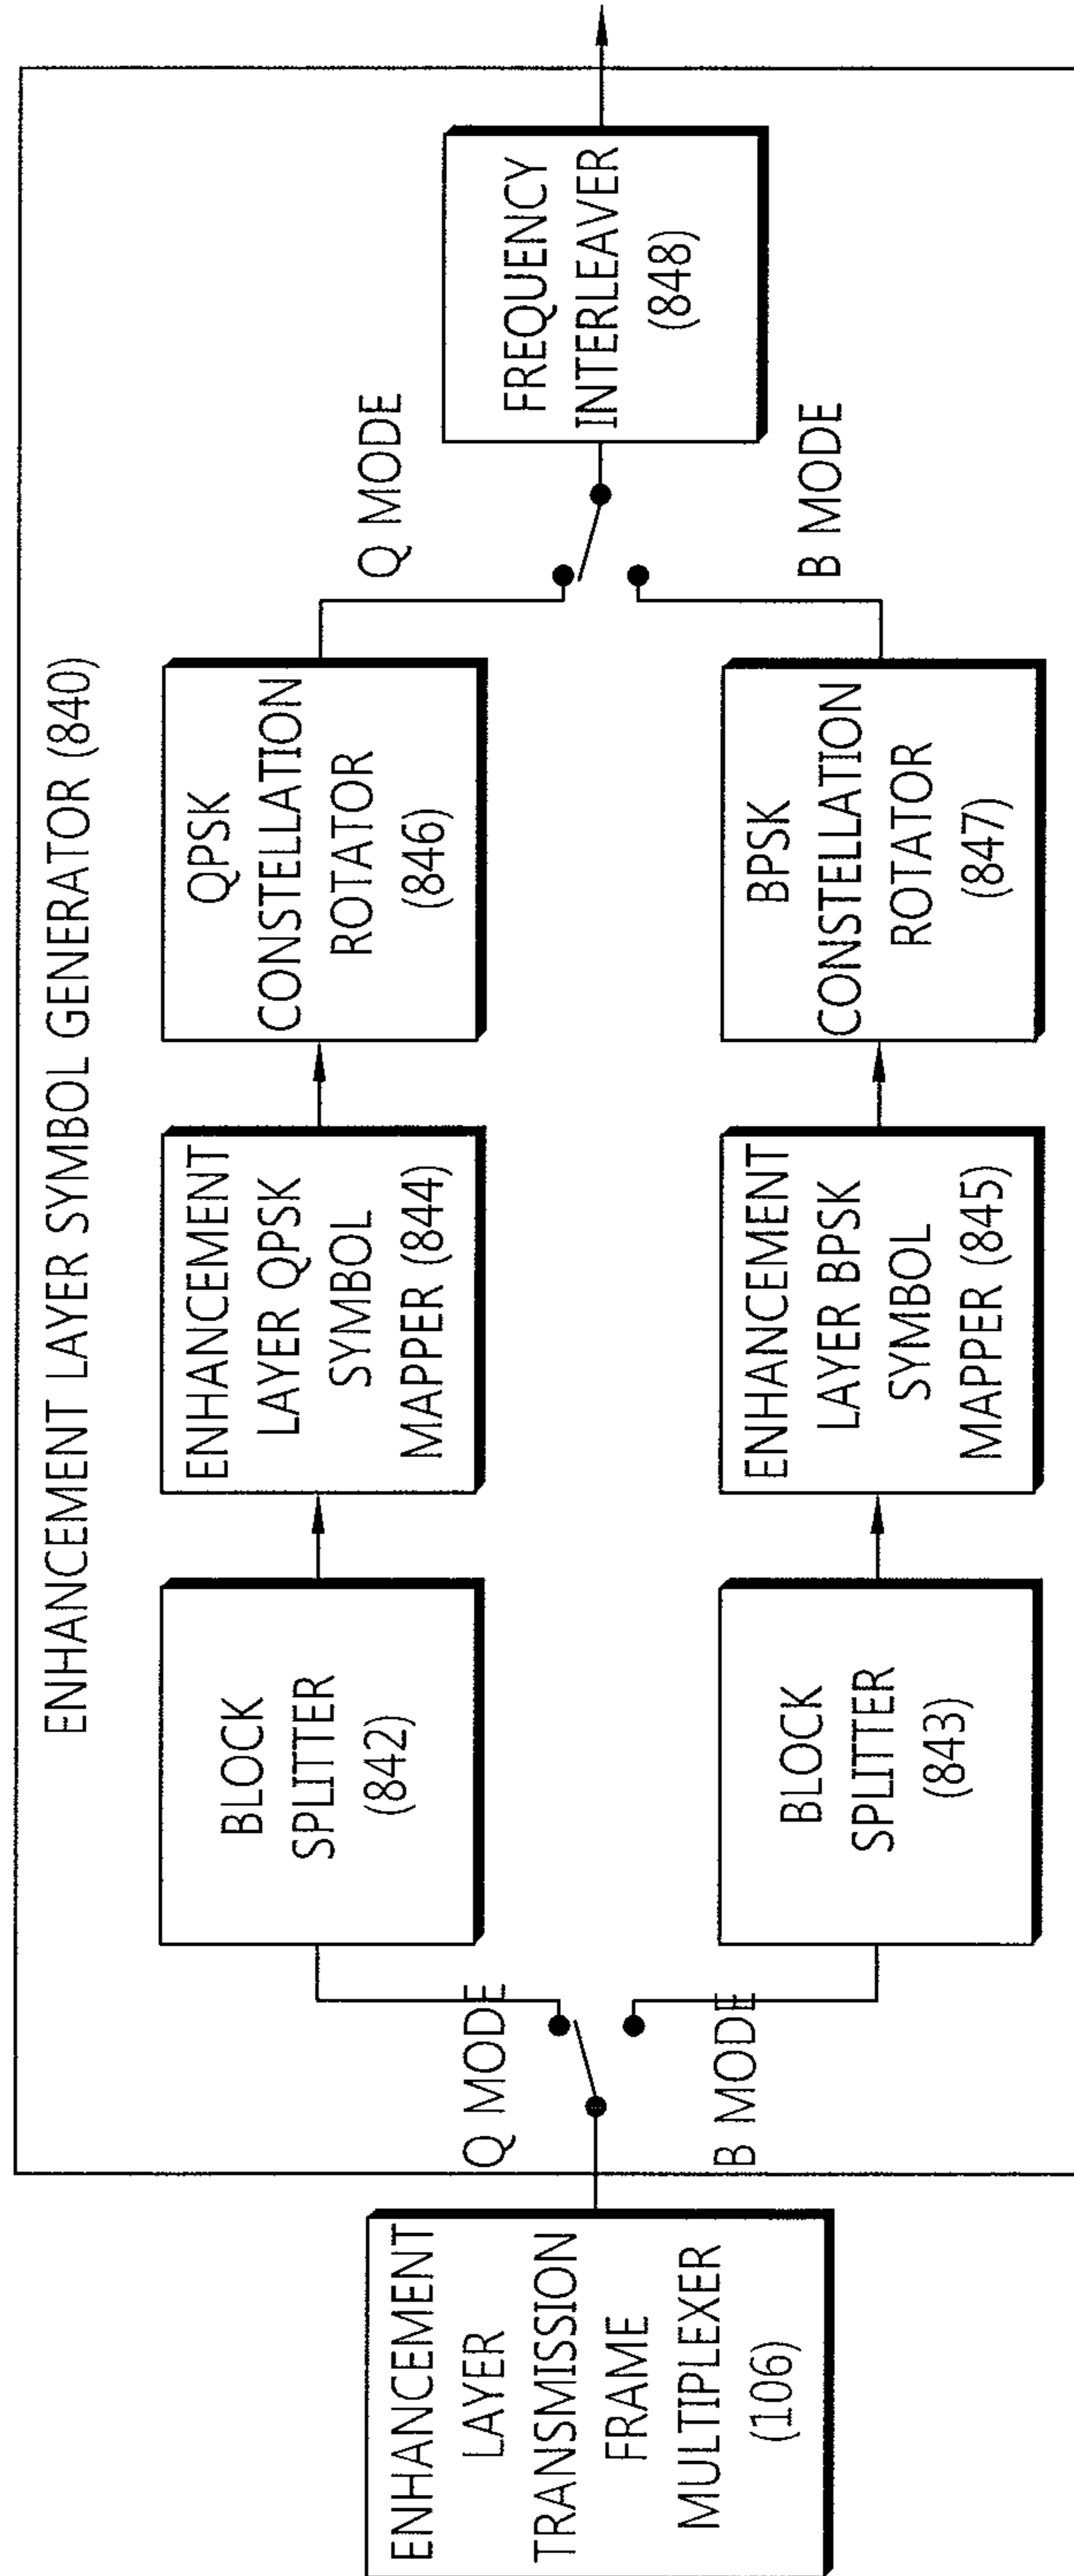 ENHANCEMENT LAYER SYMBOL GENERATOR (840)
ENHANCEMENT
LAYER
TRANSMISSION
FRAME
MULTIPLEXER
(106)
Q MODE
B MODE
BLOCK
SPLITTER
(842)
ENHANCEMENT
LAYER QPSK
SYMBOL
MAPPER (844)
QPSK
CONSTELLATION
ROTATOR
(846)
BLOCK
SPLITTER
(843)
ENHANCEMENT
LAYER BPSK
SYMBOL
MAPPER (845)
BPSK
CONSTELLATION
ROTATOR
(847)
Q MODE
B MODE
FREQUENCY
INTERLEAVER
(848)